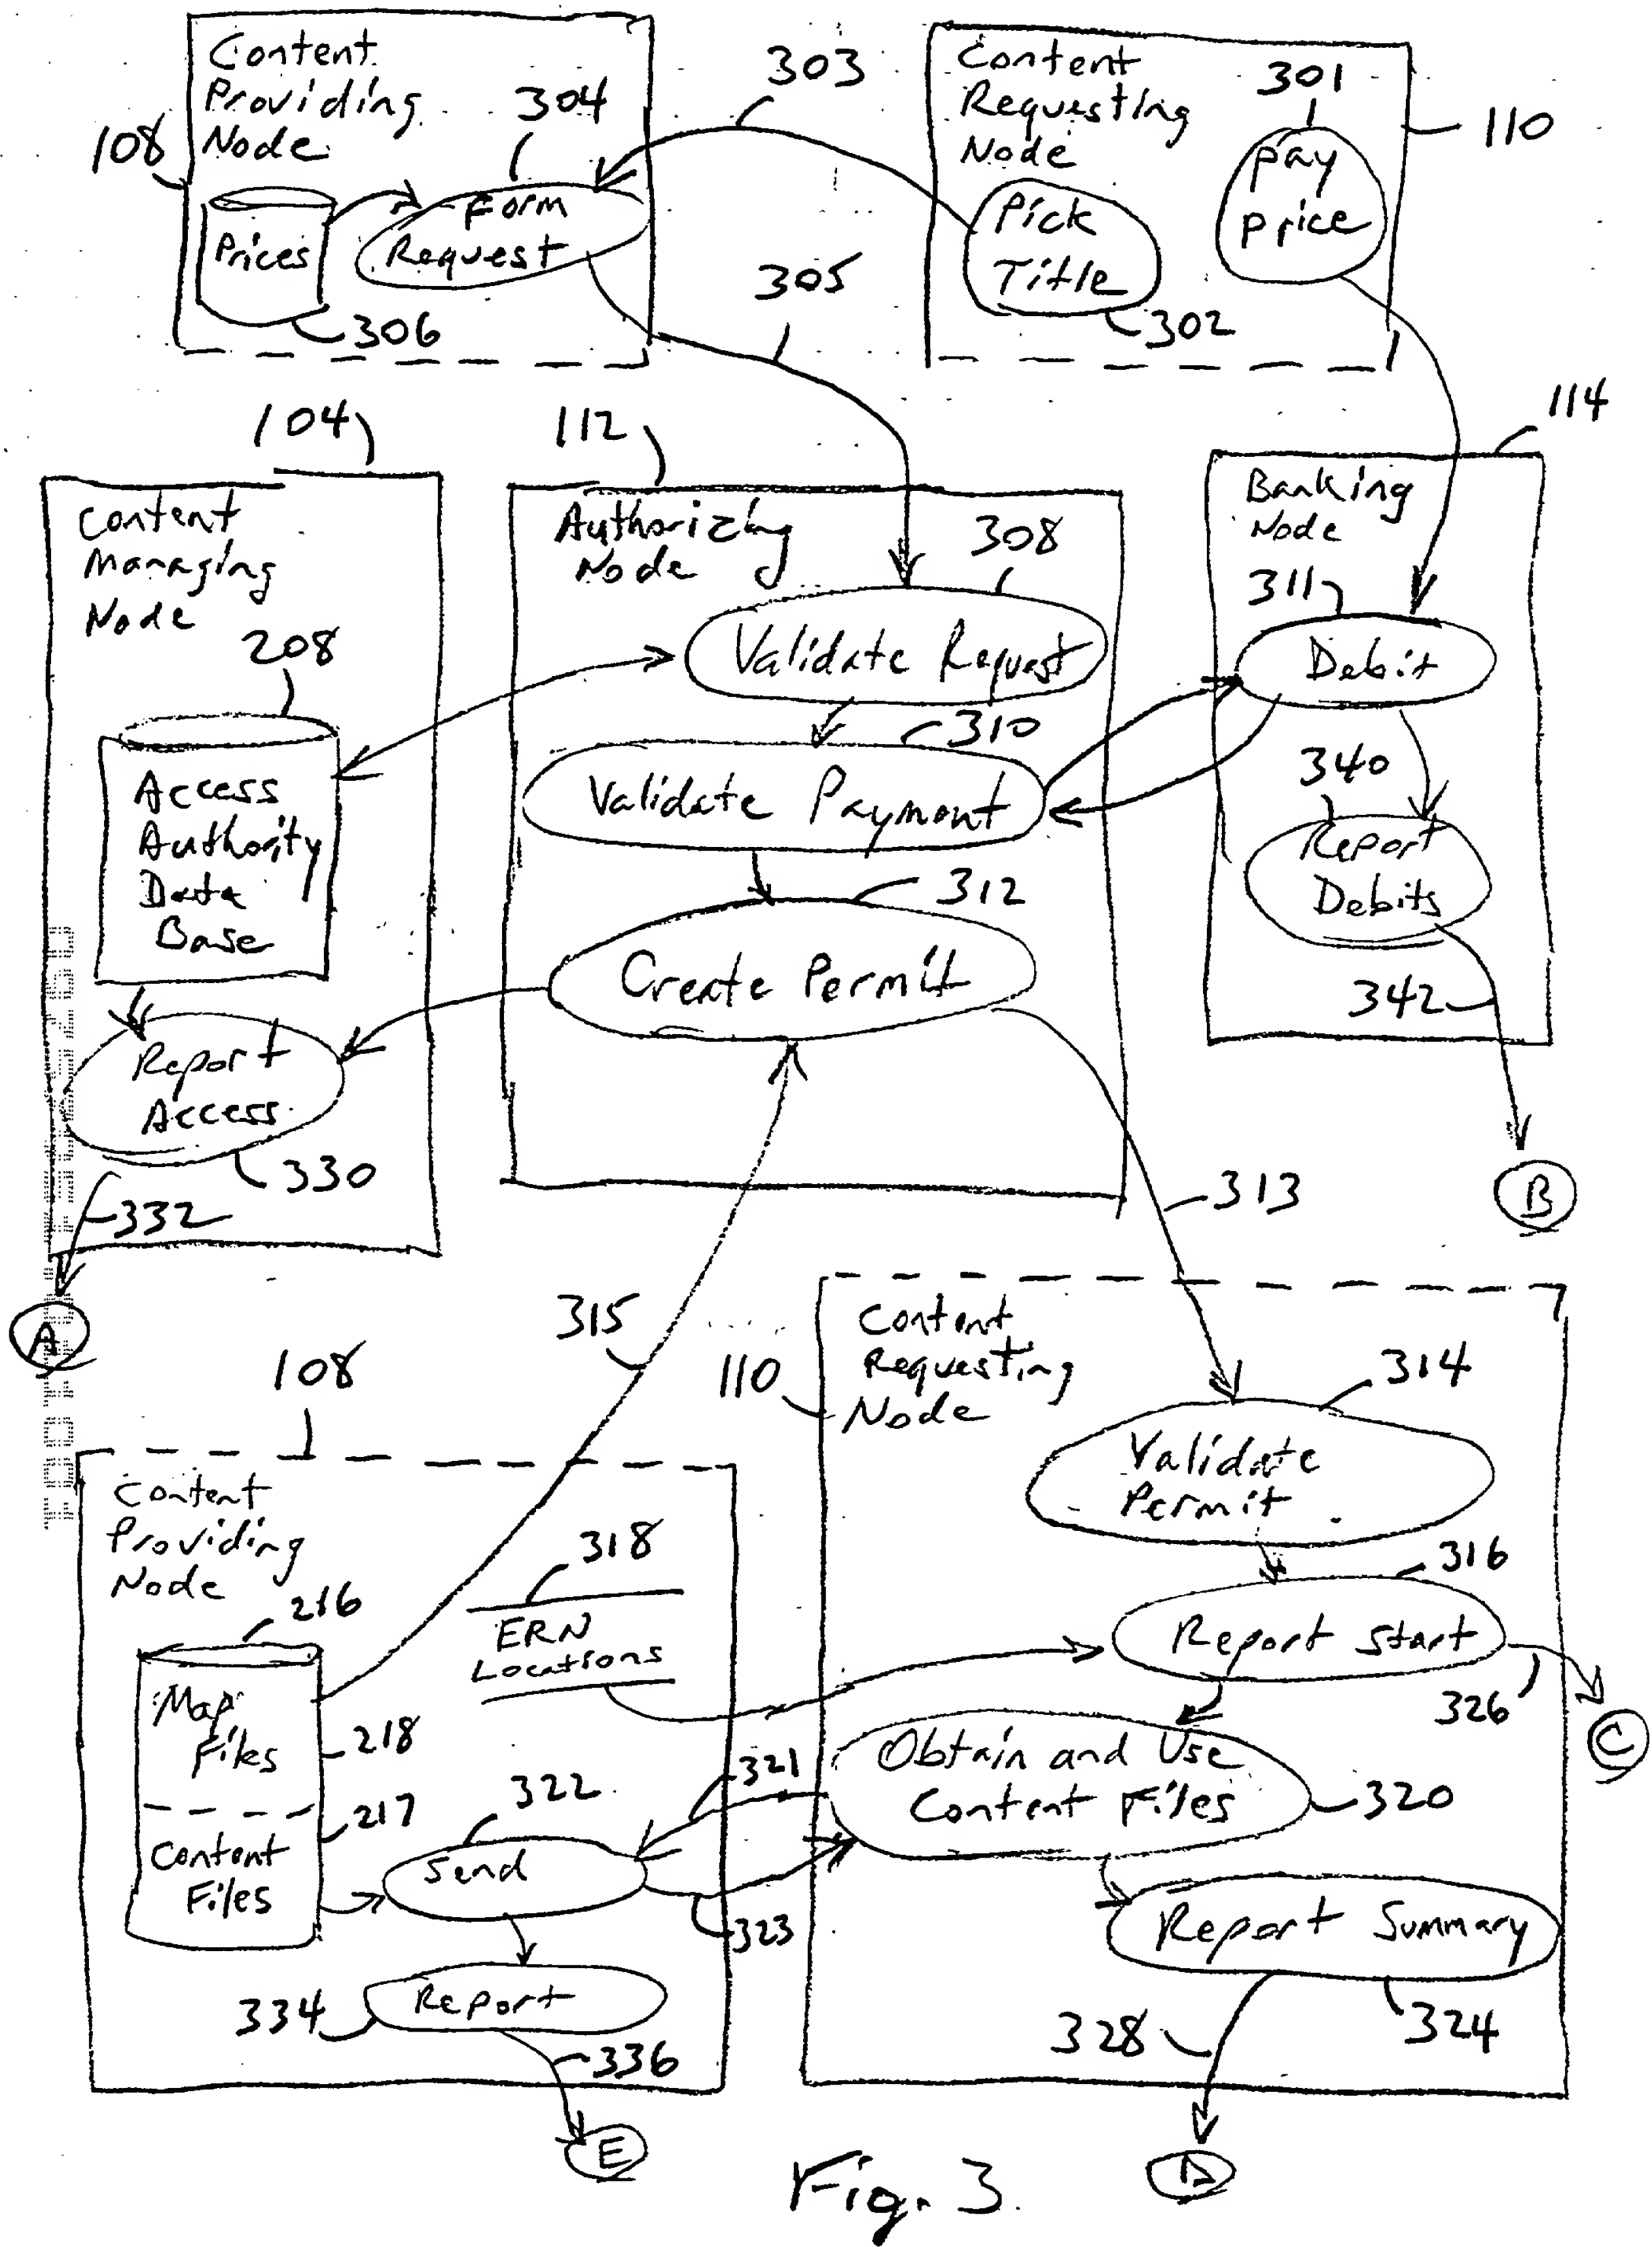 Content
Providing
Node
108
304
Form
Request
Prices
306
303
305
Content
Requesting
Node
301
pay
price
110
Pick
Title
302
104
Content
Managing
Node
208
Access
Authority
Data
Base
Report
Access
330
332
A
112
Authorizing
Node
308
Validate Request
310
Validate Payment
312
Create Permit
114
Banking
Node
311
Debit
340
Report
Debits
342
B
313
315
108
Content
Providing
Node
216
Map
Files
218
217
Content
Files
318
ERN
Locations
322
Send
321
323
334
Report
336
E
110
Content
Requesting
Node
314
Validate
Permit
316
Report Start
326
C
Obtain and Use
Content Files
320
Report Summary
324
328
D
Fig. 3